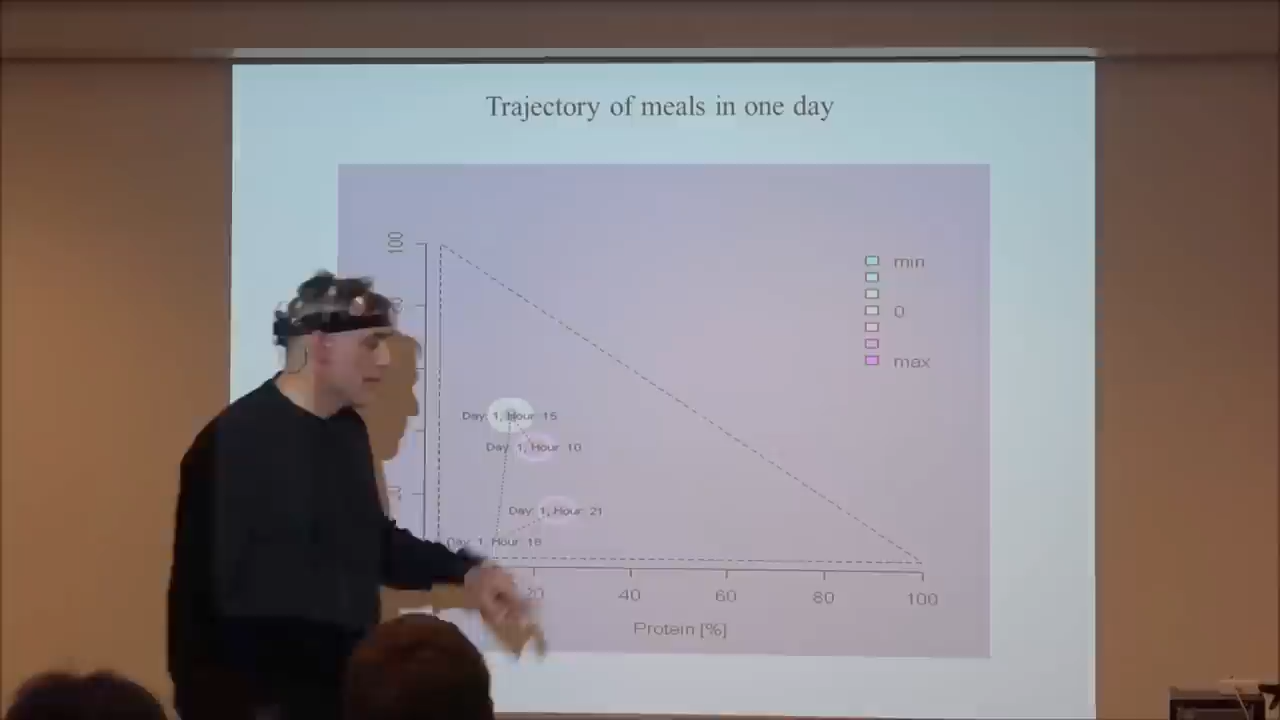 Trajectory of meals in one day
100
min
0
max
Day: 1, Hour: 15
Day: 1, Hour: 10
Day: 1, Hour: 21
Day: 1, Hour: 18
20
40
60
80
100
Protein [%]